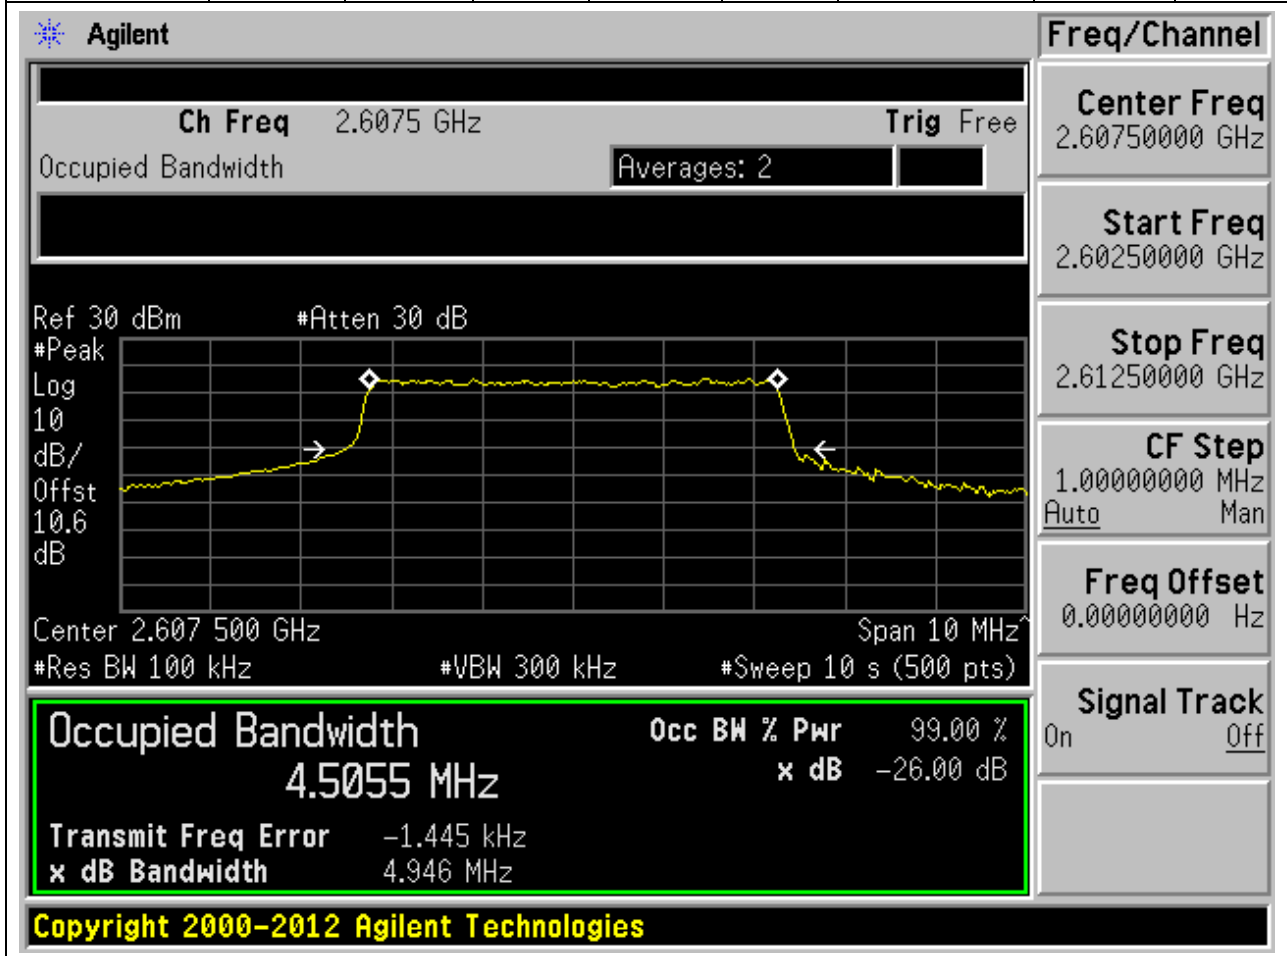 Agilent
Freq/Channel
Ch Freq 2.6075 GHz Trig Free
Occupied Bandwidth Averages: 2
Center Freq
2.60750000 GHz
Start Freq
2.60250000 GHz
Stop Freq
2.61250000 GHz
CF Step
1.00000000 MHz
Auto Man
Freq Offset
0.00000000 Hz
Signal Track
On Off
Ref 30 dBm #Atten 30 dB
#Peak
Log
10
dB/
Offst
10.6
dB
Center 2.607 500 GHz Span 10 MHz^
#Res BW 100 kHz #VBW 300 kHz #Sweep 10 s (500 pts)
Occupied Bandwidth Occ BW % Pwr 99.00 %
4.5055 MHz x dB -26.00 dB
Transmit Freq Error -1.445 kHz
x dB Bandwidth 4.946 MHz
Copyright 2000-2012 Agilent Technologies